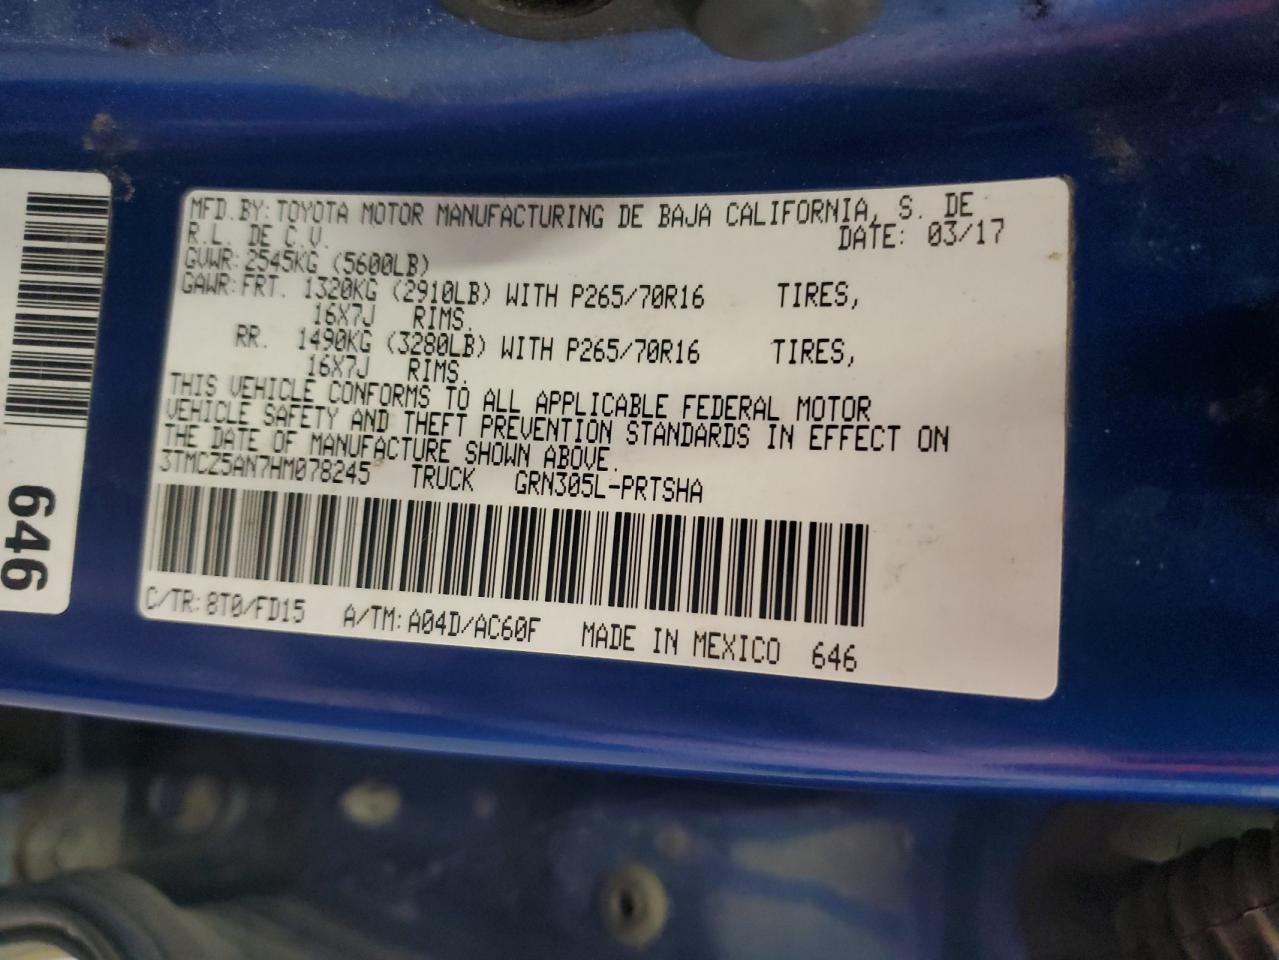 MFD.BY: TOYOTA MOTOR MANUFACTURING DE BAJA CALIFORNIA, S. DE
R.L. DE C.V. DATE: 03/17
GVWR: 2545KG (5600LB)
GAWR: FRT. 1320KG (2910LB) WITH P265/70R16 TIRES,
16X7J RIMS.
RR. 1490KG (3280LB) WITH P265/70R16 TIRES,
16X7J RIMS.
THIS VEHICLE CONFORMS TO ALL APPLICABLE FEDERAL MOTOR
VEHICLE SAFETY AND THEFT PREVENTION STANDARDS IN EFFECT ON
THE DATE OF MANUFACTURE SHOWN ABOVE.
3TMCZ5AN7HM078245 TRUCK GRN305L-PRTSHA
C/TR: 8T0/FD15 A/TM: A04D/AC60F MADE IN MEXICO 646
646